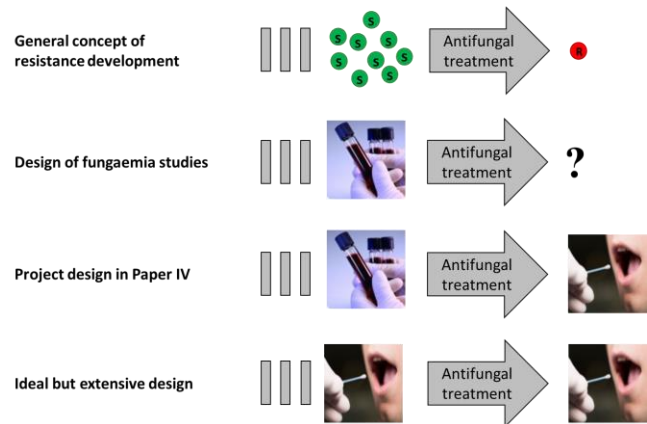 General concept of
resistance development
S
S S S
S S S
S S
Antifungal
treatment
R
Design of fungaemia studies
Antifungal
treatment
?
Project design in Paper IV
Antifungal
treatment
Ideal but extensive design
Antifungal
treatment